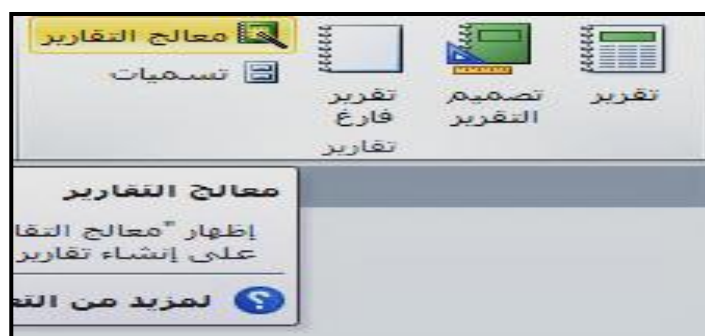 تقرير
تصميم
التقرير
تقرير
فارغ
معالج التقارير
تسميات
تقارير
معالج التقارير
إظهار "معالج التقا
على إنشاء تقارير
لمزيد من التع